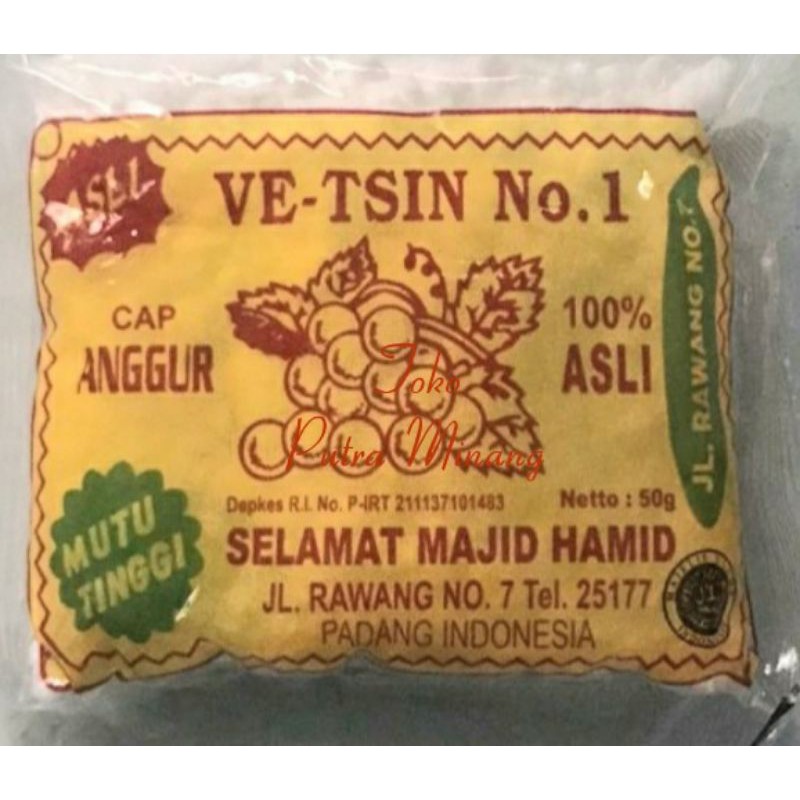 ASLI
VE-TSIN No.1
CAP
ANGGUR
100%
ASLI
JL. RAWANG NO.7
Toko
Putra Minang
Depkes R.I. No. P-IRT 211137101483
Netto : 50g
MUTU
TINGGI
SELAMAT MAJID HAMID
JL. RAWANG NO. 7 Tel. 25177
PADANG INDONESIA